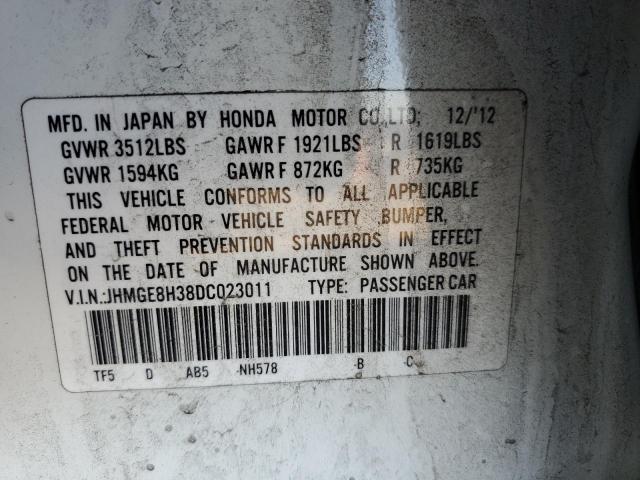 MFD. IN JAPAN BY HONDA MOTOR CO.,LTD; 12/'12
GVWR 3512LBS GAWR F 1921LBS R 1619LBS
GVWR 1594KG GAWR F 872KG R 735KG
THIS VEHICLE CONFORMS TO ALL APPLICABLE
FEDERAL MOTOR VEHICLE SAFETY, BUMPER,
AND THEFT PREVENTION STANDARDS IN EFFECT
ON THE DATE OF MANUFACTURE SHOWN ABOVE.
V.I.N.:JHMGE8H38DC023011 TYPE: PASSENGER CAR
TF5 D AB5 -NH578 -B -C-